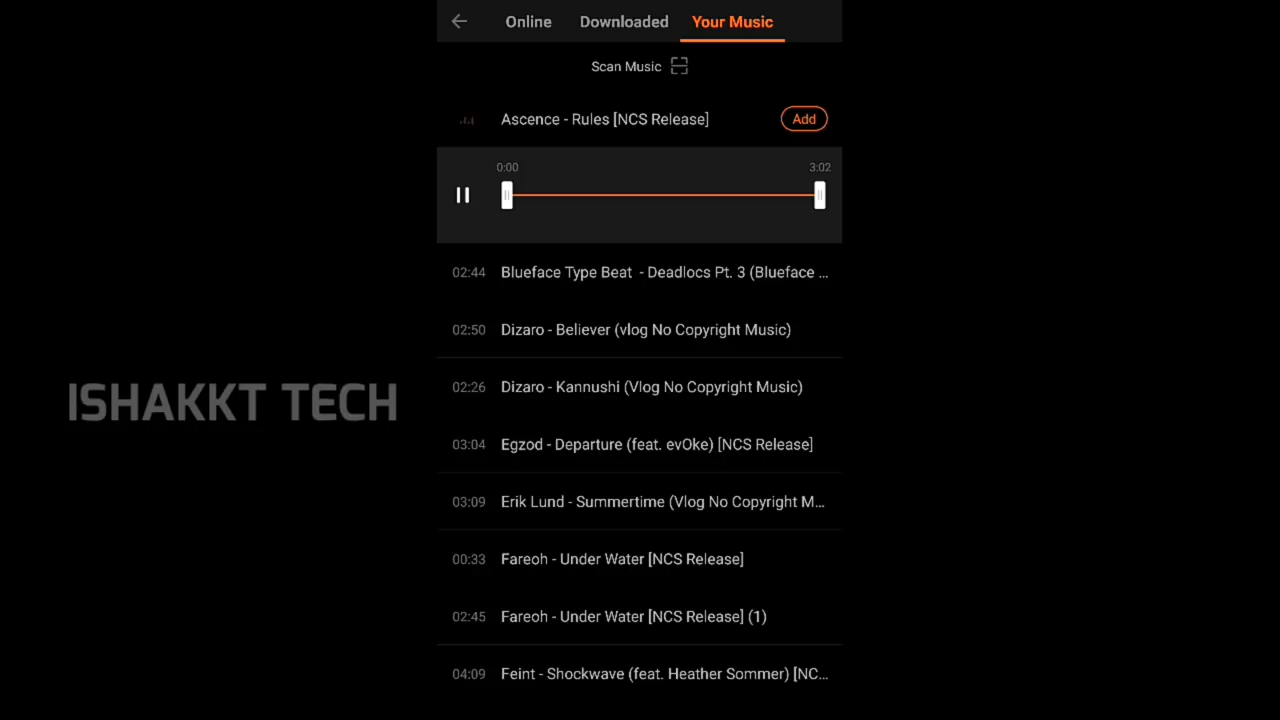 Online Downloaded Your Music
Scan Music
Ascence - Rules [NCS Release] Add
0:00 3:02
02:44 Blueface Type Beat - Deadlocs Pt. 3 (Blueface ...
02:50 Dizaro - Believer (vlog No Copyright Music)
02:26 Dizaro - Kannushi (Vlog No Copyright Music)
ISHAKKT TECH
03:04 Egzod - Departure (feat. evOke) [NCS Release]
03:09 Erik Lund - Summertime (Vlog No Copyright M...
00:33 Fareoh - Under Water [NCS Release]
02:45 Fareoh - Under Water [NCS Release] (1)
04:09 Feint - Shockwave (feat. Heather Sommer) [NC...